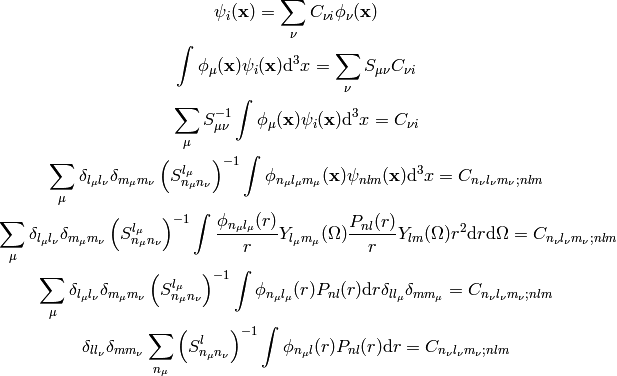 \psi_i(\mathbf{x}) = \sum_\nu C_{\nu i} \phi_\nu(\mathbf{x})
\int \phi_\mu(\mathbf{x}) \psi_i(\mathbf{x}) \mathrm{d}^3 x = \sum_\nu S_{\mu\nu} C_{\nu i}
\sum_\mu S^{-1}_{\mu\nu} \int \phi_\mu(\mathbf{x}) \psi_i(\mathbf{x}) \mathrm{d}^3 x = C_{\nu i}
\sum_\mu \delta_{l_\mu l_\nu} \delta_{m_\mu m_\nu} \left( S^{l_\mu}_{n_\mu n_\nu} \right)^{-1} \int \phi_{n_\mu l_\mu m_\mu}(\mathbf{x}) \psi_{nlm}(\mathbf{x}) \mathrm{d}^3 x = C_{n_\nu l_\nu m_\nu; nlm}
\sum_\mu \delta_{l_\mu l_\nu} \delta_{m_\mu m_\nu} \left( S^{l_\mu}_{n_\mu n_\nu} \right)^{-1} \int \frac{\phi_{n_\mu l_\mu}(r)}{r} Y_{l_\mu m_\mu}(\Omega) \frac{P_{nl}(r)}{r} Y_{lm}(\Omega) r^2 \mathrm{d}r \mathrm{d}\Omega = C_{n_\nu l_\nu m_\nu; nlm}
\sum_\mu \delta_{l_\mu l_\nu} \delta_{m_\mu m_\nu} \left( S^{l_\mu}_{n_\mu n_\nu} \right)^{-1} \int \phi_{n_\mu l_\mu}(r) P_{nl}(r) \mathrm{d}r \delta_{l l_\mu} \delta_{m m_\mu} = C_{n_\nu l_\nu m_\nu; nlm}
\delta_{l l_\nu} \delta_{m m_\nu} \sum_{n_\mu} \left( S^l_{n_\mu n_\nu} \right)^{-1} \int \phi_{n_\mu l}(r) P_{nl}(r) \mathrm{d}r = C_{n_\nu l_\nu m_\nu; nlm}